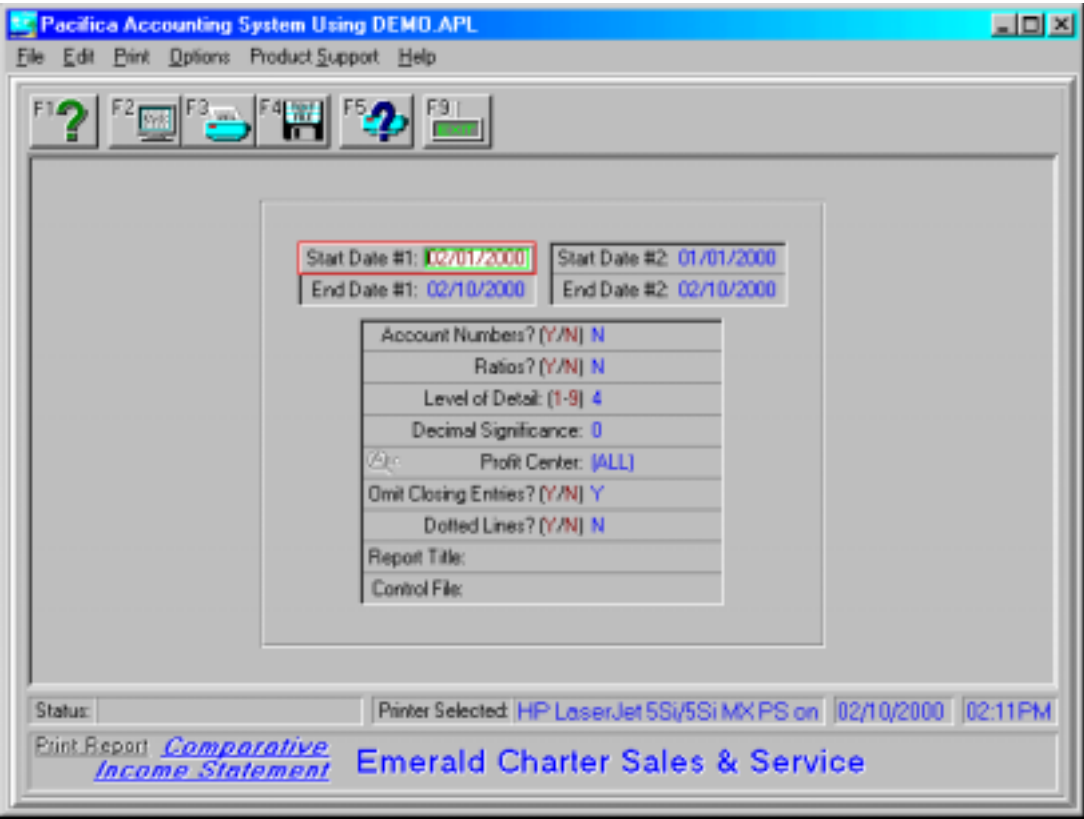 Pacifica Accounting System Using DEMO.APL
File Edit Print Options Product Support Help
F1 F2 F3 F4 F5 F9
Start Date #1: 02/01/2000 Start Date #2: 01/01/2000
End Date #1: 02/10/2000 End Date #2: 02/10/2000
Account Numbers? (Y/N) N
Ratios? (Y/N) N
Level of Detail: (1-9) 4
Decimal Significance: 0
Profit Center: (ALL)
Omit Closing Entries? (Y/N) Y
Dotted Lines? (Y/N) N
Report Title:
Control File:
Status: Printer Selected: HP LaserJet 5Si/5Si MX PS on 02/10/2000 02:11PM
Print Report Comparative
Income Statement Emerald Charter Sales & Service